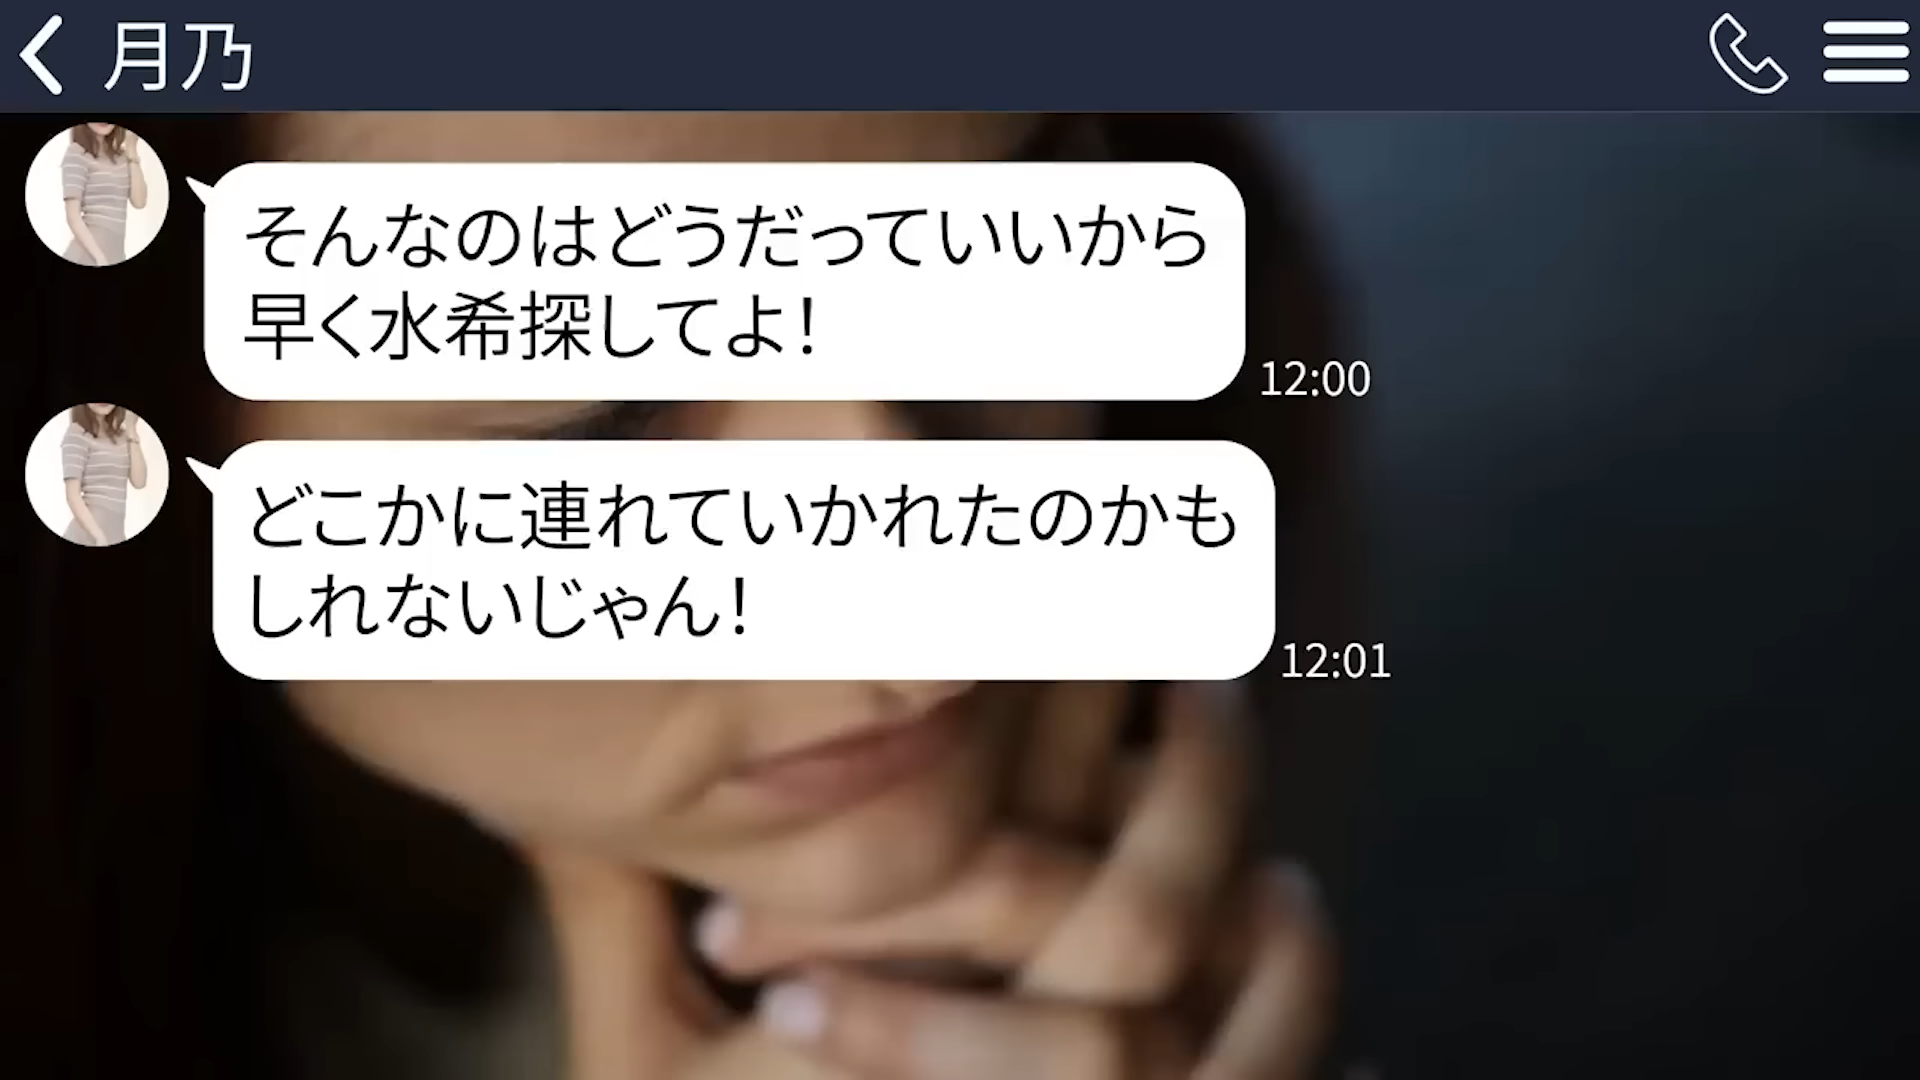 月乃
そんなのはどうだっていいから
早く水希探してよ！
12:00
どこかに連れていかれたのかも
しれないじゃん！
12:01